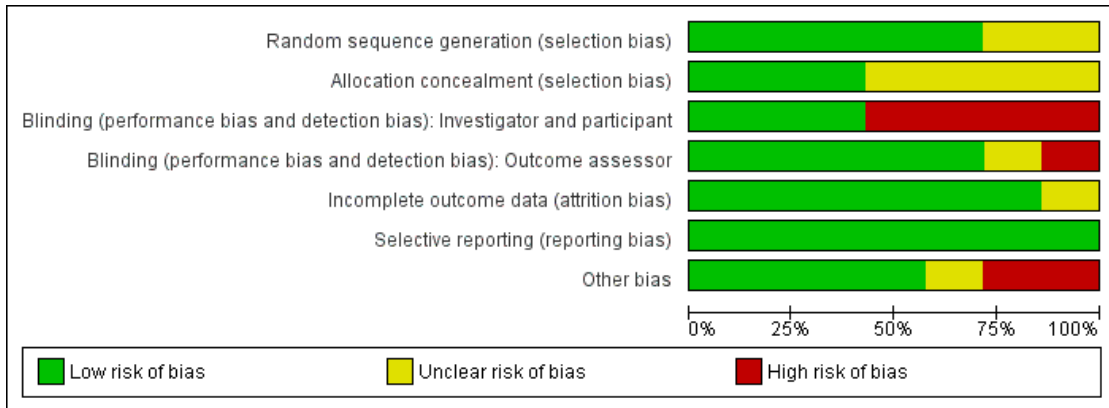 Random sequence generation (selection bias)
Allocation concealment (selection bias)
Blinding (performance bias and detection bias): Investigator and participant
Blinding (performance bias and detection bias): Outcome assessor
Incomplete outcome data (attrition bias)
Selective reporting (reporting bias)
Other bias
0% 25% 50% 75% 100%
Low risk of bias Unclear risk of bias High risk of bias